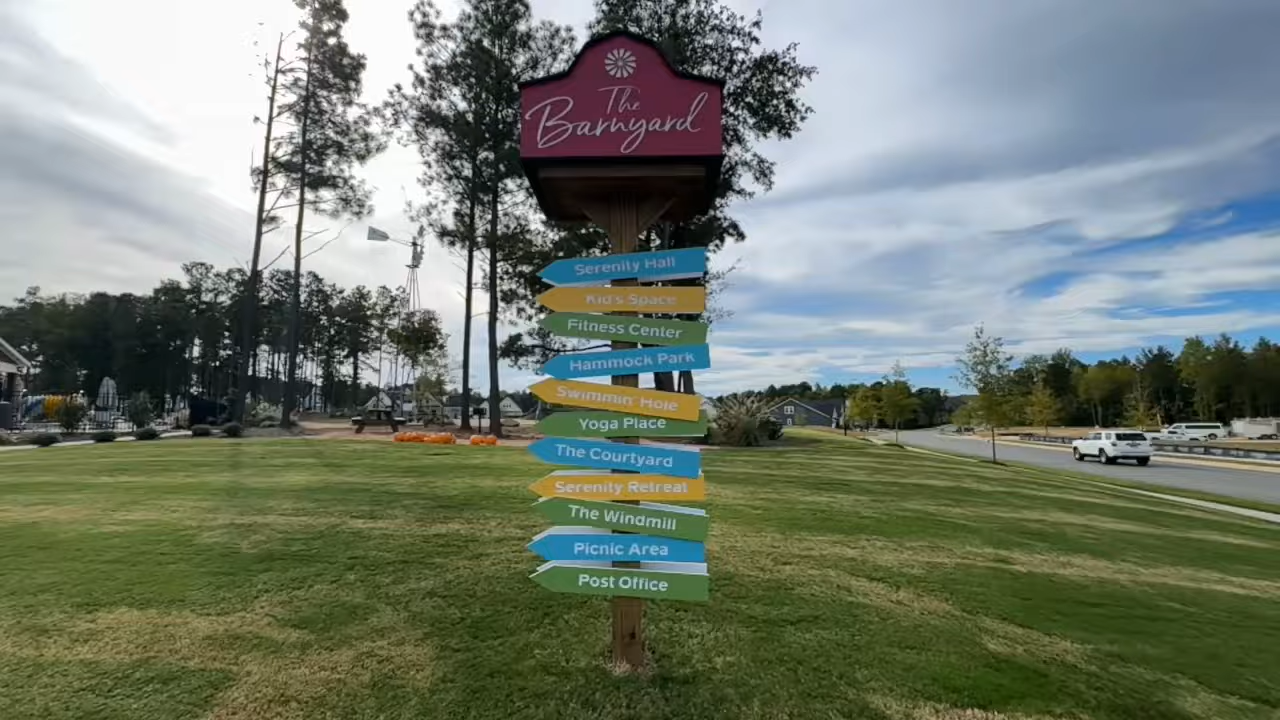 The
Barnyard
Serenity Hall
Kid's Space
Fitness Center
Hammock Park
Swimmin' Hole
Yoga Place
The Courtyard
Serenity Retreat
The Windmill
Picnic Area
Post Office